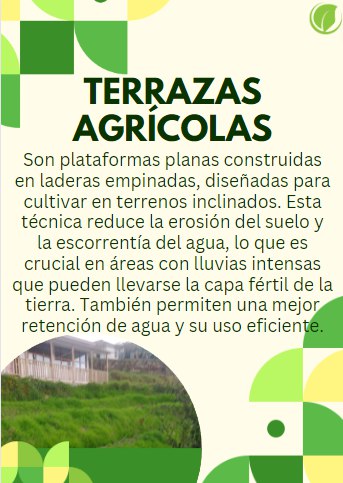 TERRAZAS
AGRÍCOLAS
Son plataformas planas construidas
en laderas empinadas, diseñadas para
cultivar en terrenos inclinados. Esta
técnica reduce la erosión del suelo y
la escorrentía del agua, lo que es
crucial en áreas con lluvias intensas
que pueden llevarse la capa fértil de la
tierra. También permiten una mejor
retención de agua y su uso eficiente.